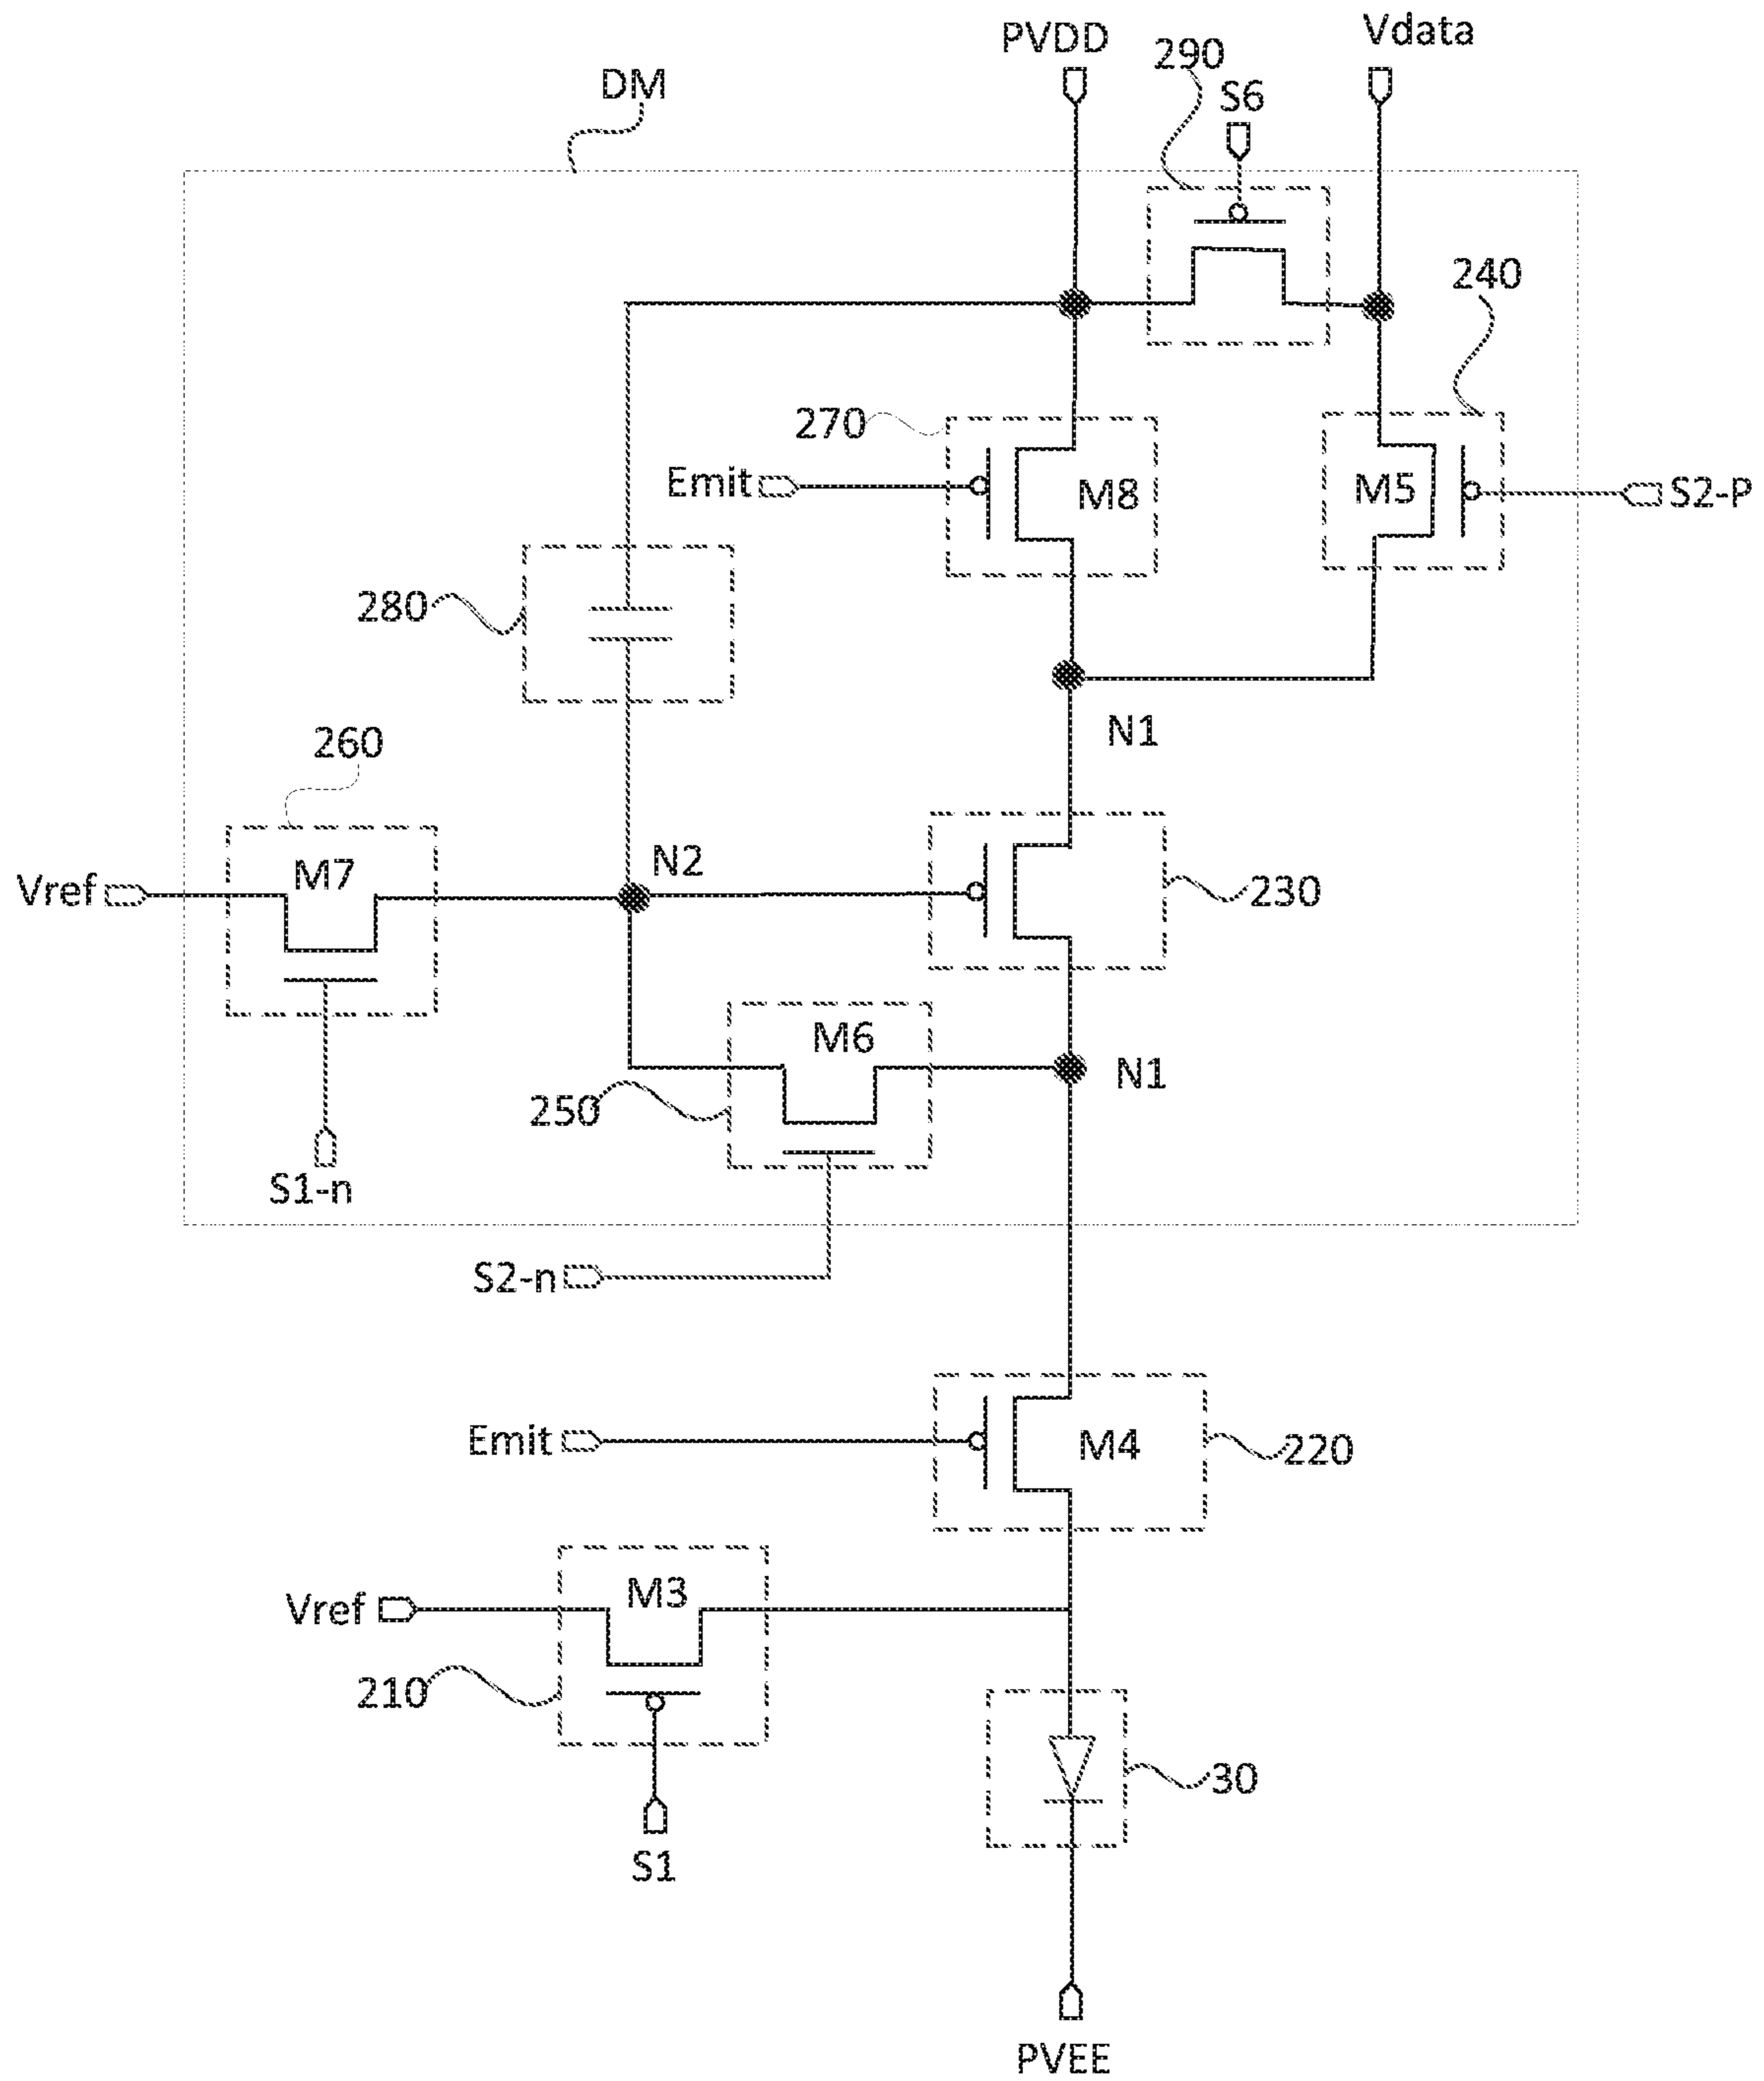 PVDD
Vdata
290
DM
S6
240
270
Emit
M8
M5
S2-P
280
N1
260
M7
N2
Vref
230
M6
N1
250
S1-n
S2-n
Emit
M4
220
M3
Vref
210
30
S1
PVEE